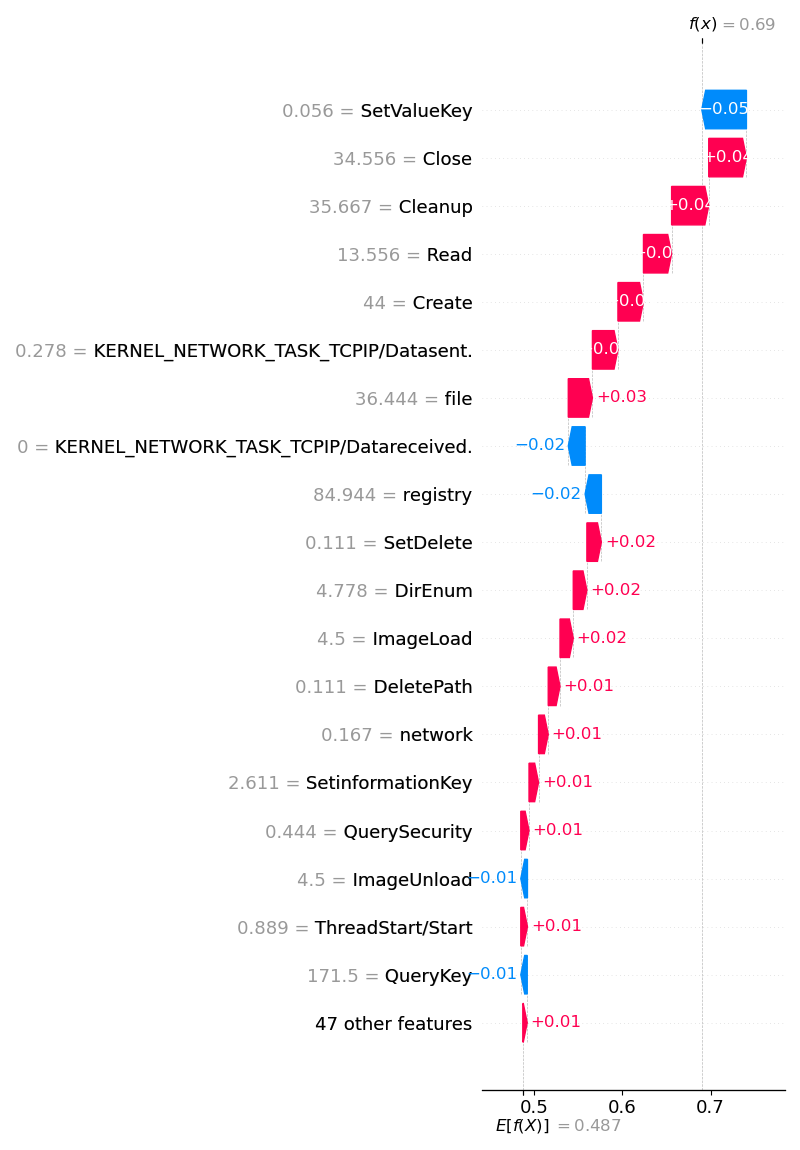 f(x) = 0.69
0.056 = SetValueKey −0.05
34.556 = Close +0.04
35.667 = Cleanup +0.04
13.556 = Read
44 = Create
0.278 = KERNEL_NETWORK_TASK_TCPIP/Datasent.
36.444 = file +0.03
0 = KERNEL_NETWORK_TASK_TCPIP/Datareceived. −0.02
84.944 = registry −0.02
0.111 = SetDelete +0.02
4.778 = DirEnum +0.02
4.5 = ImageLoad +0.02
0.111 = DeletePath +0.01
0.167 = network +0.01
2.611 = SetinformationKey +0.01
0.444 = QuerySecurity +0.01
4.5 = ImageUnload −0.01
0.889 = ThreadStart/Start +0.01
171.5 = QueryKey −0.01
47 other features +0.01
0.5 0.6 0.7
E[f(X)] = 0.487